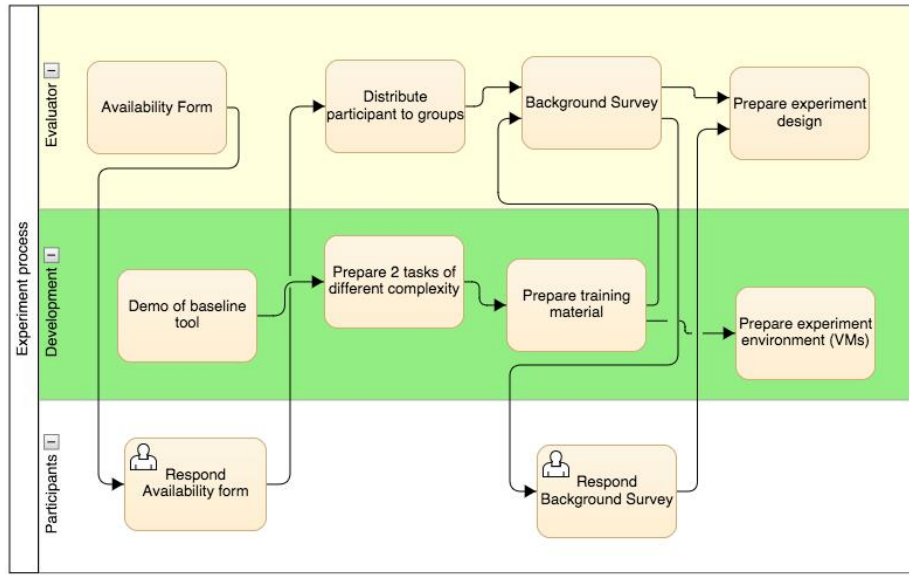 Experiment process
Evaluator
Availability Form
Distribute
participant to groups
Background Survey
Prepare experiment
design
Development
Demo of baseline
tool
Prepare 2 tasks of
different complexity
Prepare training
material
Prepare experiment
environment (VMs)
Participants
Respond
Availability form
Respond
Background Survey